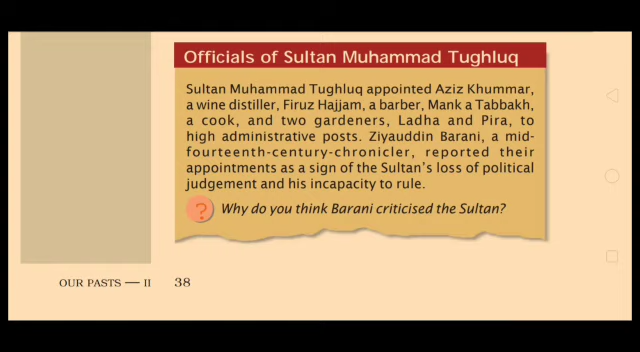 Officials of Sultan Muhammad Tughluq
Sultan Muhammad Tughluq appointed Aziz Khummar,
a wine distiller, Firuz Hajjam, a barber, Mank a Tabbakh,
a cook, and two gardeners, Ladha and Pira, to
high administrative posts. Ziyauddin Barani, a mid-
fourteenth-century-chronicler, reported their
appointments as a sign of the Sultan's loss of political
judgement and his incapacity to rule.
? Why do you think Barani criticised the Sultan?
OUR PASTS — II 38